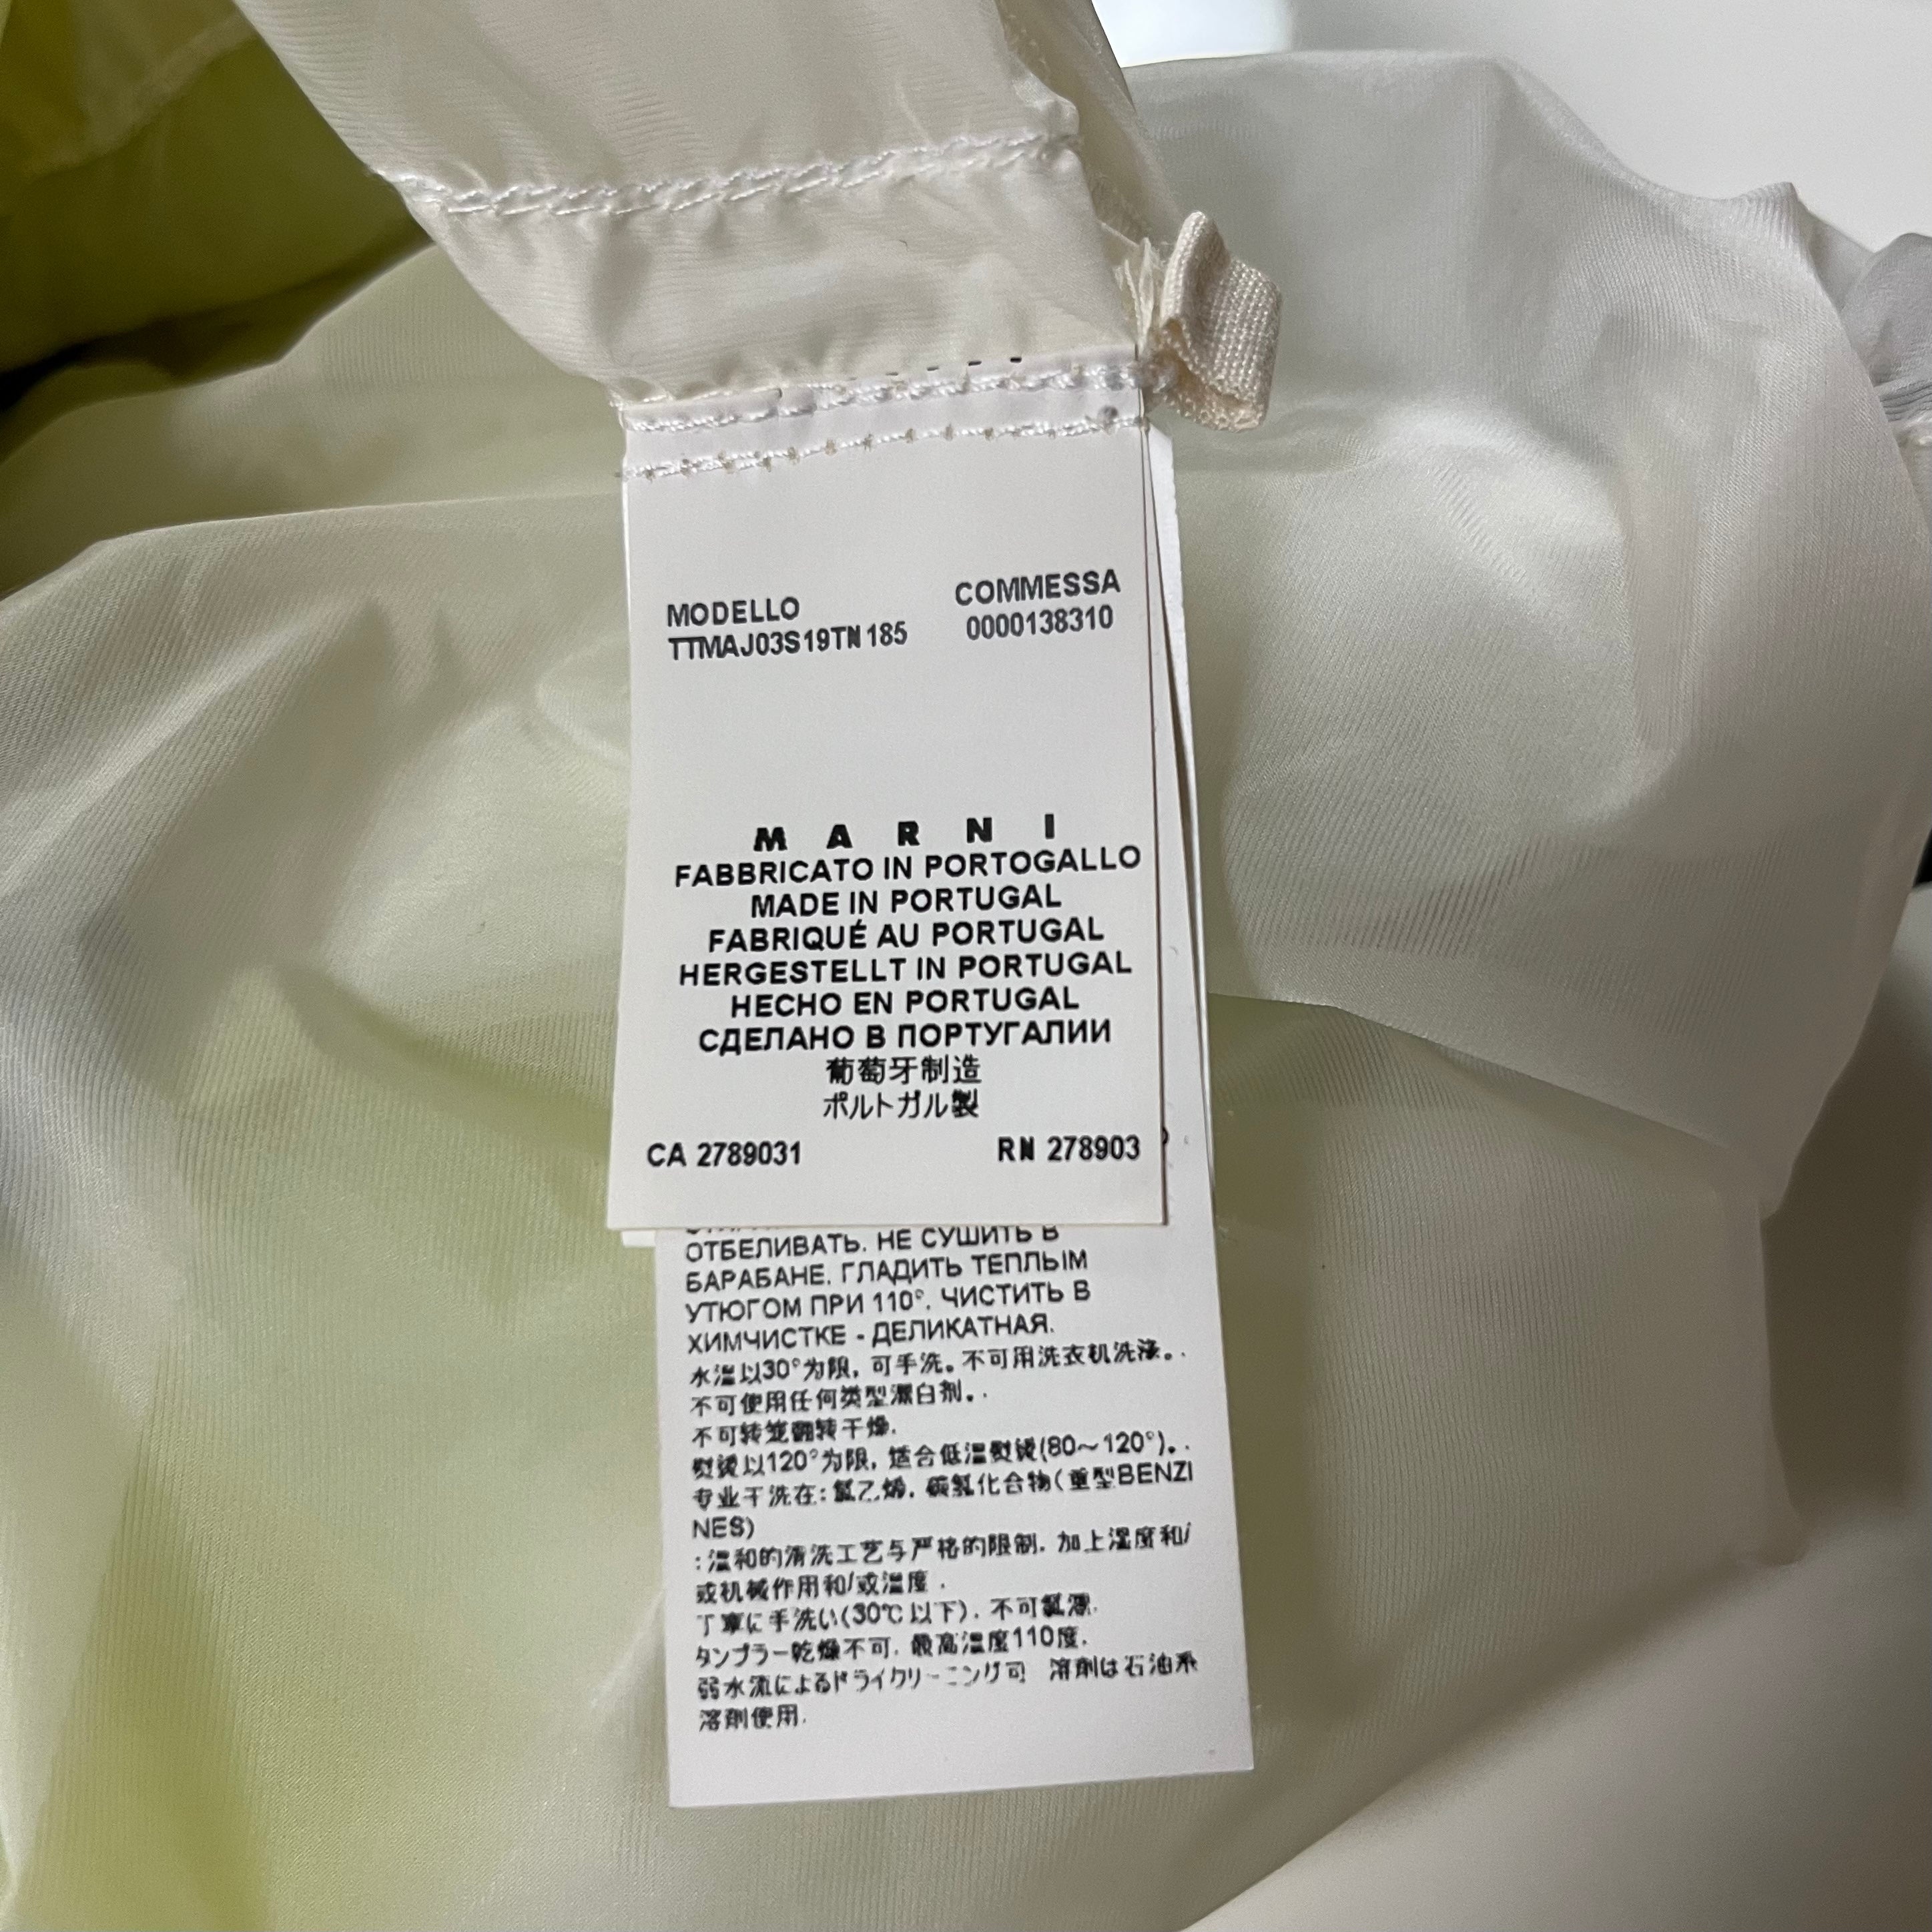 MODELLO
TTMAJ03S19TN185
COMMESSA
0000138310
MARNI
FABBRICATO IN PORTOGALLO
MADE IN PORTUGAL
FABRIQUÉ AU PORTUGAL
HERGESTELLT IN PORTUGAL
HECHO EN PORTUGAL
СДЕЛАНО В ПОРТУГАЛИИ
葡萄牙制造
ポルトガル製
CA 2789031
RN 278903
ОТБЕЛИВАТЬ. НЕ СУШИТЬ В
БАРАБАНЕ. ГЛАДИТЬ ТЕПЛЫМ
УТЮГОМ ПРИ 110°. ЧИСТИТЬ В
ХИМЧИСТКЕ - ДЕЛИКАТНАЯ.
水温以30°为限, 可手洗。不可用洗衣机洗涤。.
不可使用任何类型漂白剂。.
不可转笼翻转干燥.
熨烫以120°为限, 适合低温熨烫(80~120°)。.
专业干洗在: 氯乙烯, 碳氢化合物(重型BENZI
NES)
:温和的清洗工艺与严格的限制, 加上湿度和/
或机械作用和/或温度 .
丁寧に手洗い(30℃以下). 不可氯漂.
タンブラー乾燥不可. 最高温度110度.
弱水流によるドライクリーニング可 溶剤は石油系
溶剤使用.